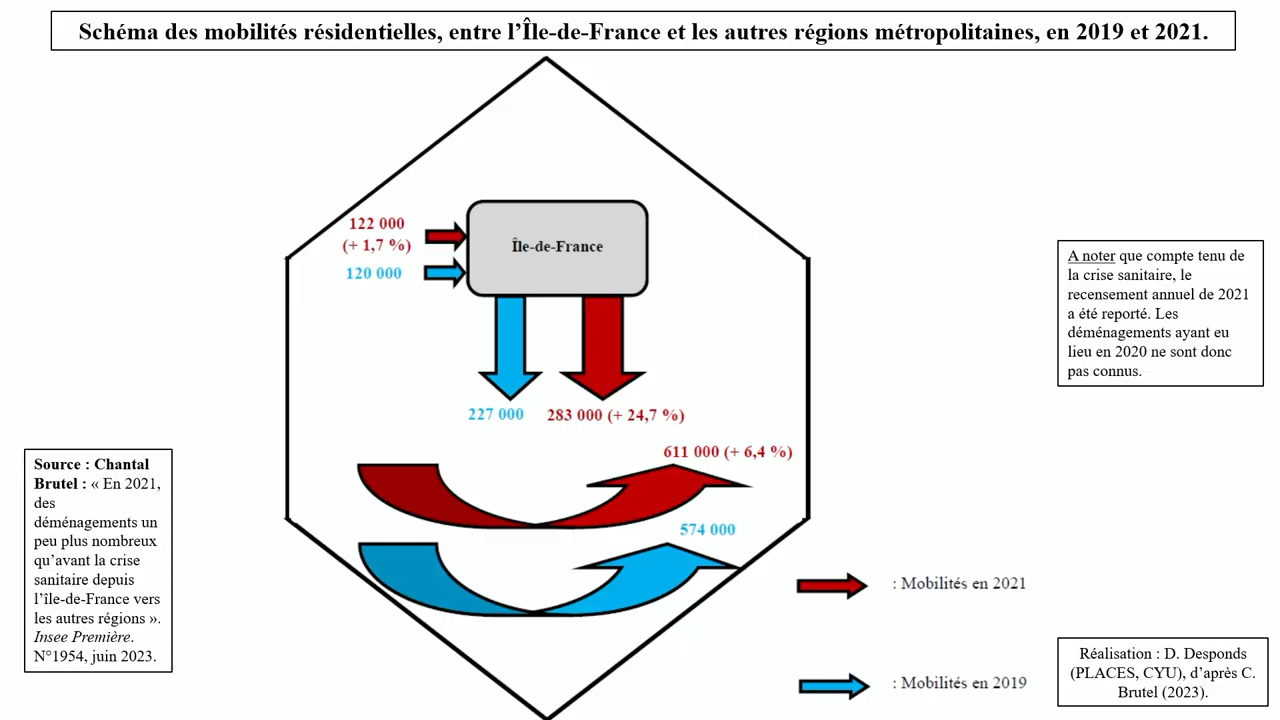 Schéma des mobilités résidentielles, entre l’Île-de-France et les autres régions métropolitaines, en 2019 et 2021.
122 000
(+ 1,7 %)
120 000
Île-de-France
227 000
283 000 (+ 24,7 %)
611 000 (+ 6,4 %)
574 000
A noter que compte tenu de
la crise sanitaire, le
recensement annuel de 2021
a été reporté. Les
déménagements ayant eu
lieu en 2020 ne sont donc
pas connus.
Source : Chantal
Brutel : « En 2021,
des
déménagements un
peu plus nombreux
qu’avant la crise
sanitaire depuis
l’île-de-France vers
les autres régions ».
Insee Première.
N°1954, juin 2023.
: Mobilités en 2021
: Mobilités en 2019
Réalisation : D. Desponds
(PLACES, CYU), d’après C.
Brutel (2023).